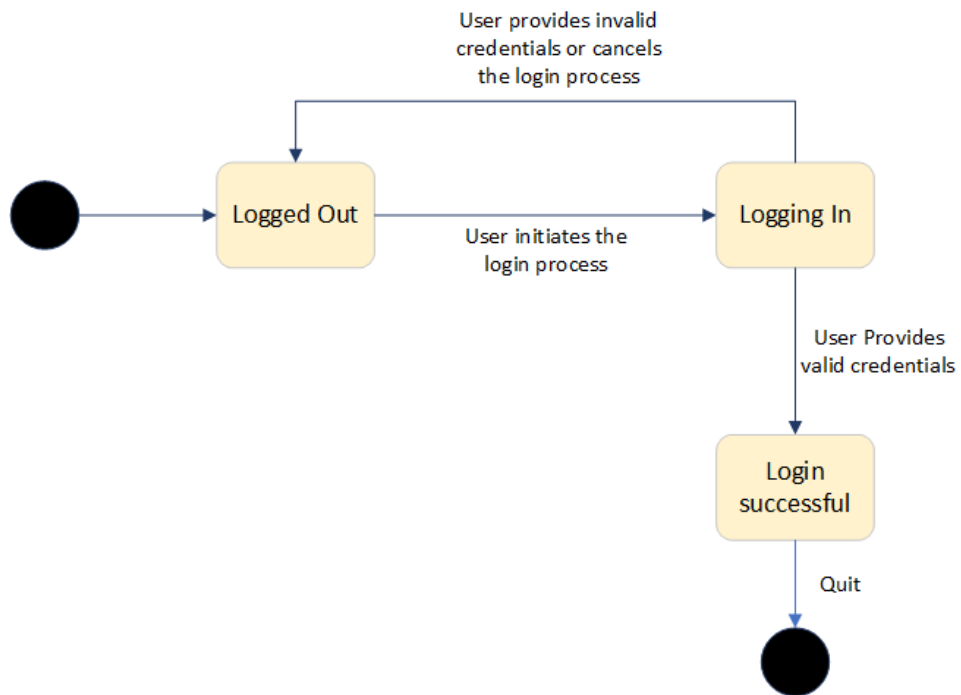 User provides invalid
credentials or cancels
the login process
Logged Out
Logging In
User initiates the
login process
User Provides
valid credentials
Login
successful
Quit